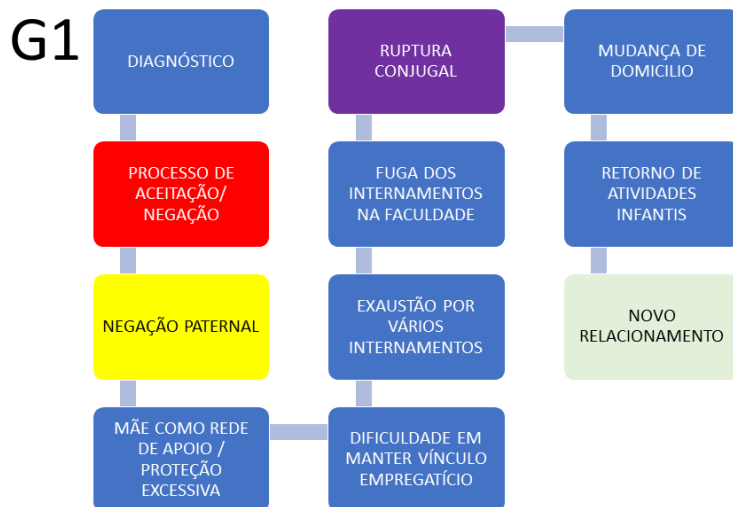 G1
DIAGNÓSTICO
PROCESSO DE
ACEITAÇÃO/
NEGAÇÃO
NEGAÇÃO PATERNAL
MÃE COMO REDE
DE APOIO /
PROTEÇÃO
EXCESSIVA
DIFICULDADE EM
MANTER VÍNCULO
EMPREGATÍCIO
EXAUSTÃO POR
VÁRIOS
INTERNAMENTOS
FUGA DOS
INTERNAMENTOS
NA FACULDADE
RUPTURA
CONJUGAL
MUDANÇA DE
DOMICILIO
RETORNO DE
ATIVIDADES
INFANTIS
NOVO
RELACIONAMENTO